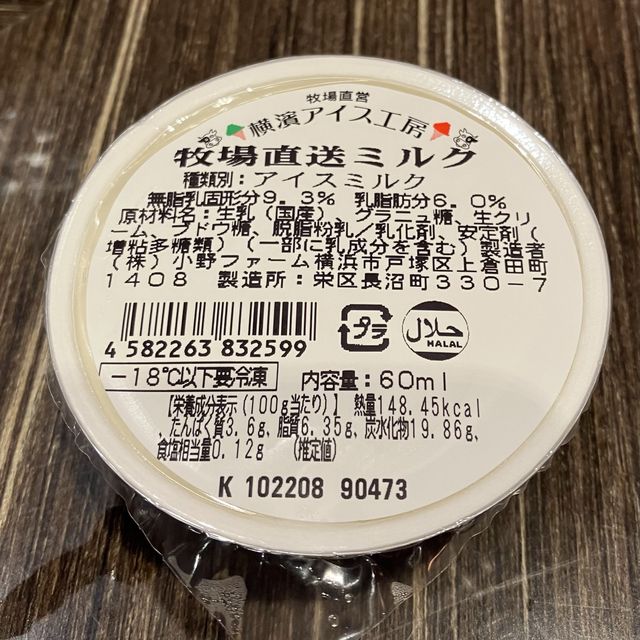 牧場直営
横濱アイス工房
牧場直送ミルク
種類別:アイスミルク
無脂乳固形分9.3% 乳脂肪分6.0%
原材料名:生乳(国産)、グラニュ糖、生クリ
ーム、ブドウ糖、脱脂粉乳/乳化剤、安定剤(
増粘多糖類)(一部に乳成分を含む)製造者
(株)小野ファーム横浜市戸塚区上倉田町
1408 製造所:栄区長沼町330-7
4 582263 832599
プラ
حلال
HALAL
-18℃以下要冷凍
内容量:60ml
【栄養成分表示(100g当たり)】 熱量148.45kcal
、たんぱく質3.6g、脂質6.35g、炭水化物19.86g、
食塩相当量0.12g (推定値)
K 102208 90473